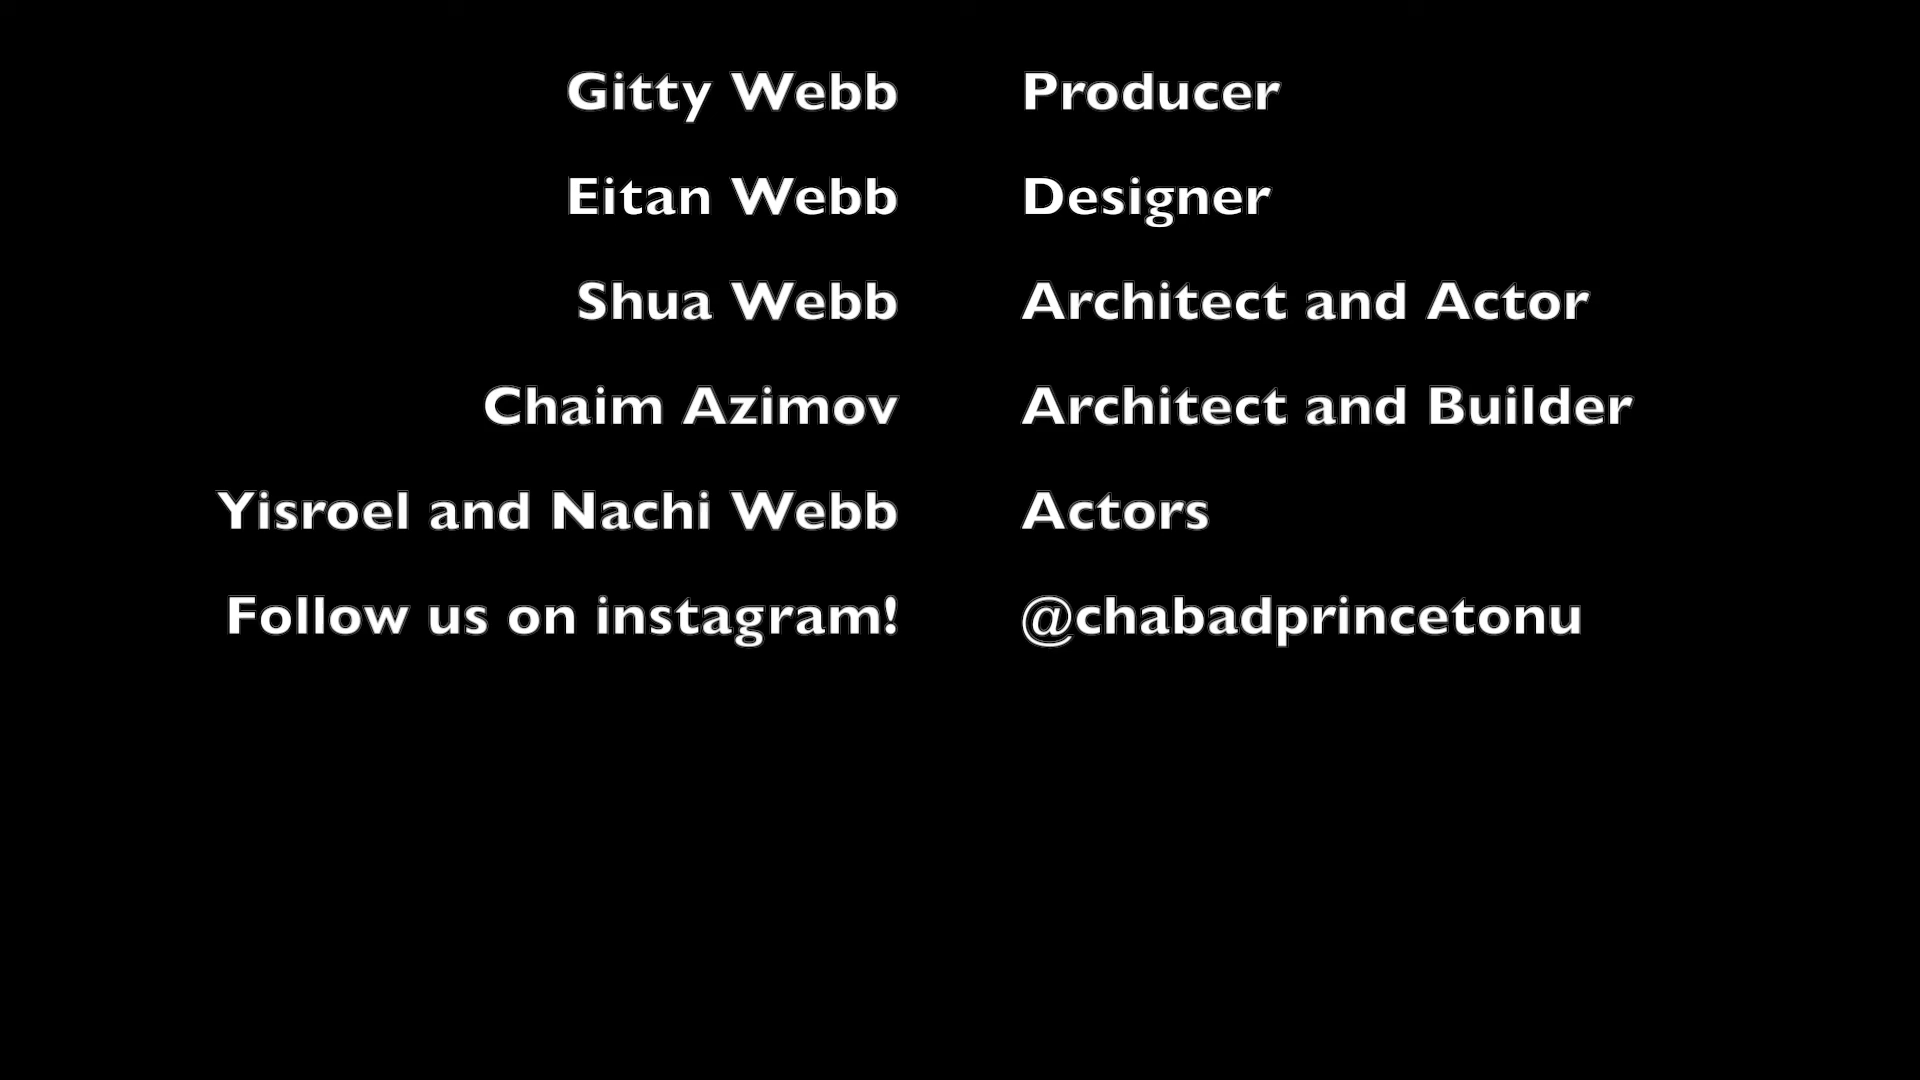 Gitty Webb Producer
Eitan Webb Designer
Shua Webb Architect and Actor
Chaim Azimov Architect and Builder
Yisroel and Nachi Webb Actors
Follow us on instagram! @chabadprincetonu